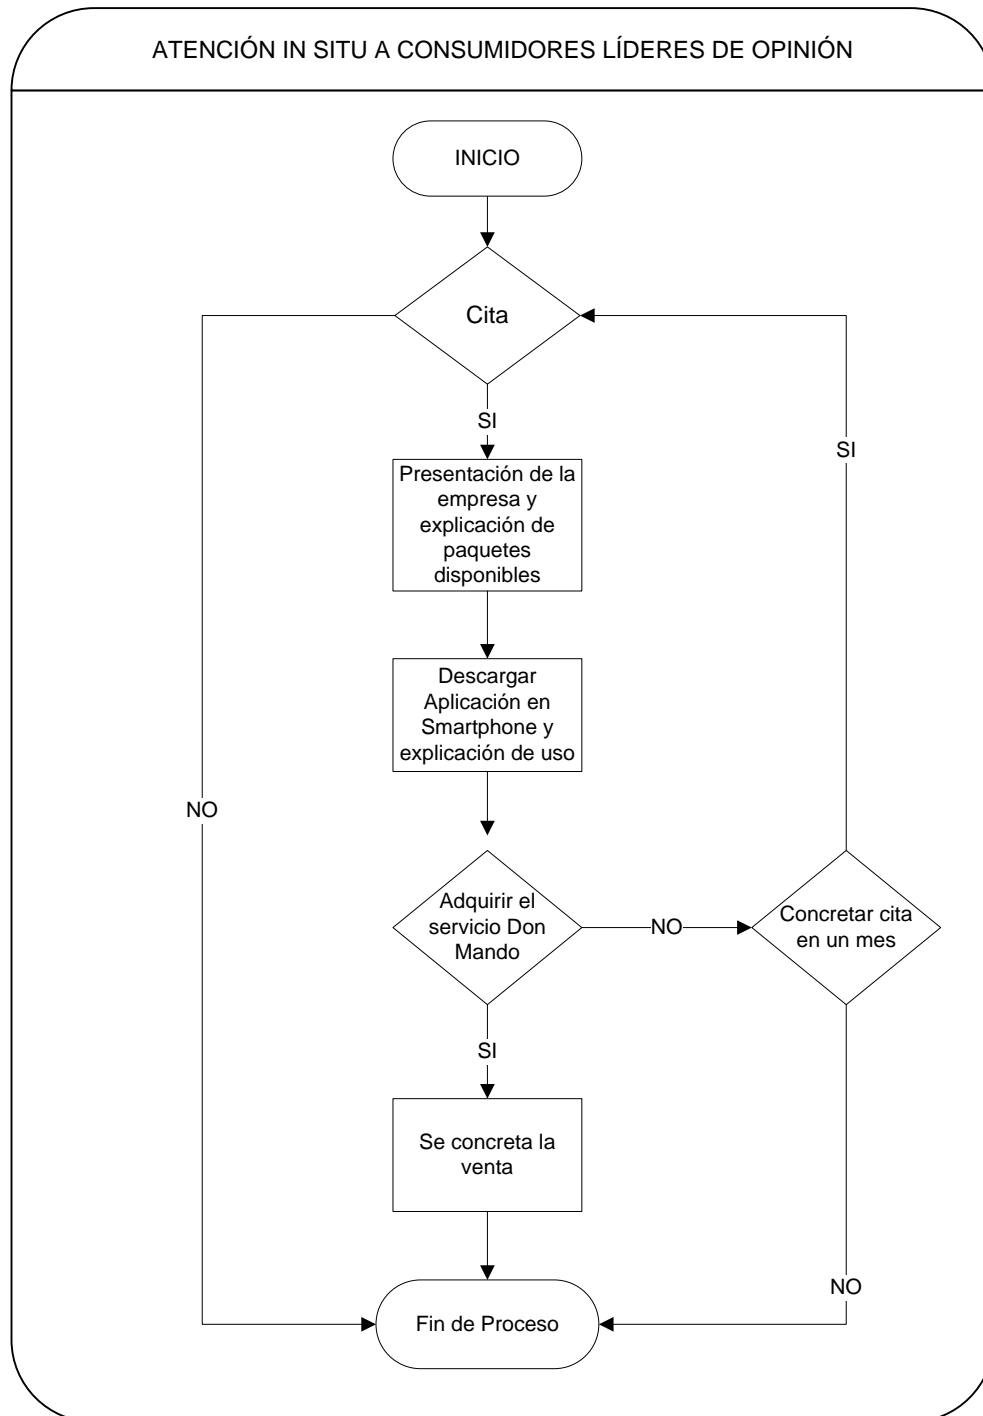 ATENCIÓN IN SITU A CONSUMIDORES LÍDERES DE OPINIÓN
INICIO
Cita
SI
SI
Presentación de la
empresa y
explicación de
paquetes
disponibles
Descargar
Aplicación en
Smartphone y
explicación de uso
NO
Adquirir el
servicio Don
Mando
NO
Concretar cita
en un mes
SI
Se concreta la
venta
NO
Fin de Proceso